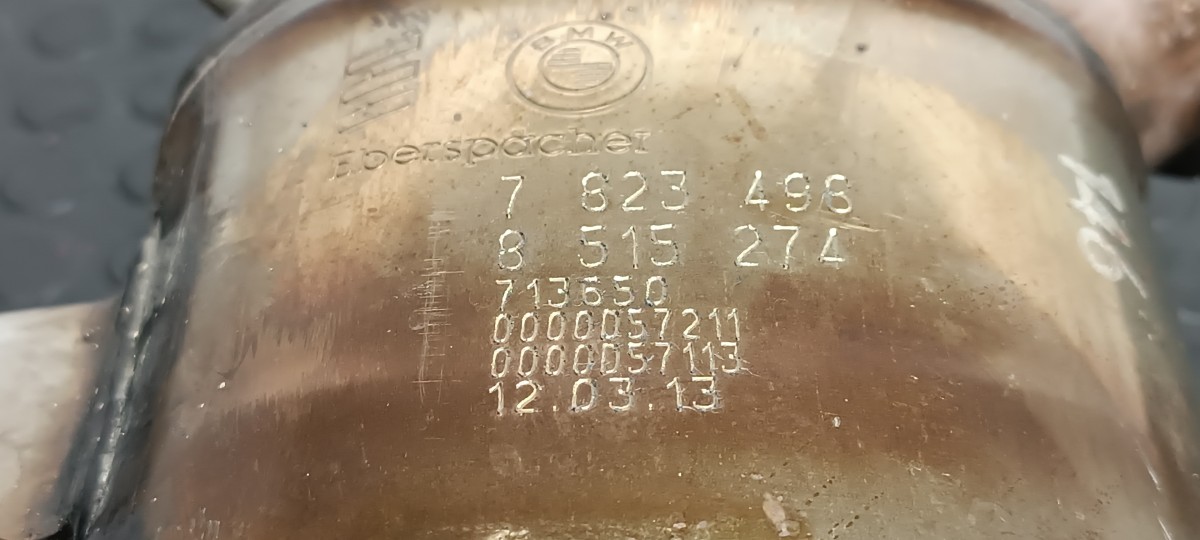 BMW
Eberspächer
7 823 498
8 515 274
713650
0000057211
0000057113
12.03.13